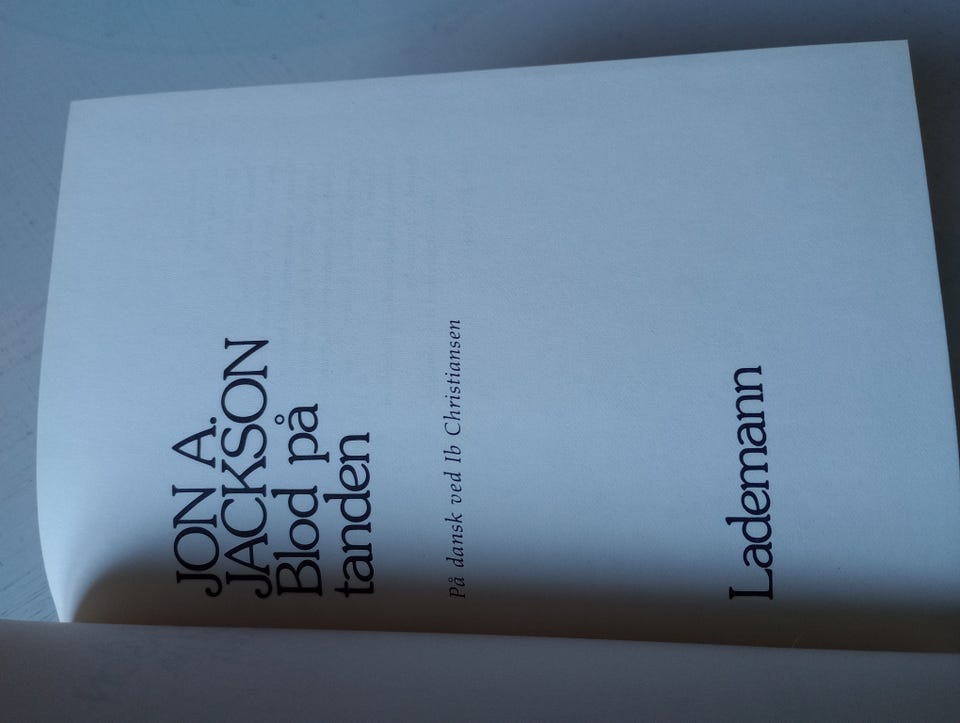 JON A.
JACKSON
Blod på
tanden
På dansk ved Ib Christiansen
Lademann